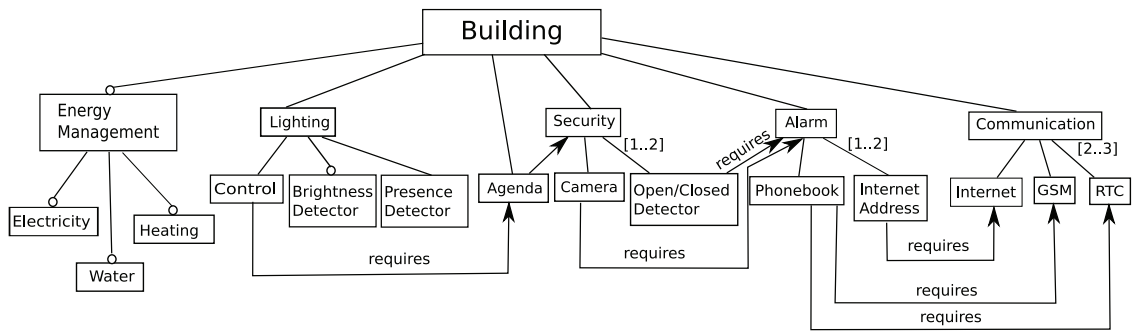 Building
Energy
Management
Lighting
Security
Alarm
Communication
[1..2]
requires
[1..2]
[2..3]
Control
Brightness
Detector
Presence
Detector
Agenda
Camera
Open/Closed
Detector
Phonebook
Internet
Address
Internet
GSM
RTC
Electricity
Heating
Water
requires
requires
requires
requires
requires